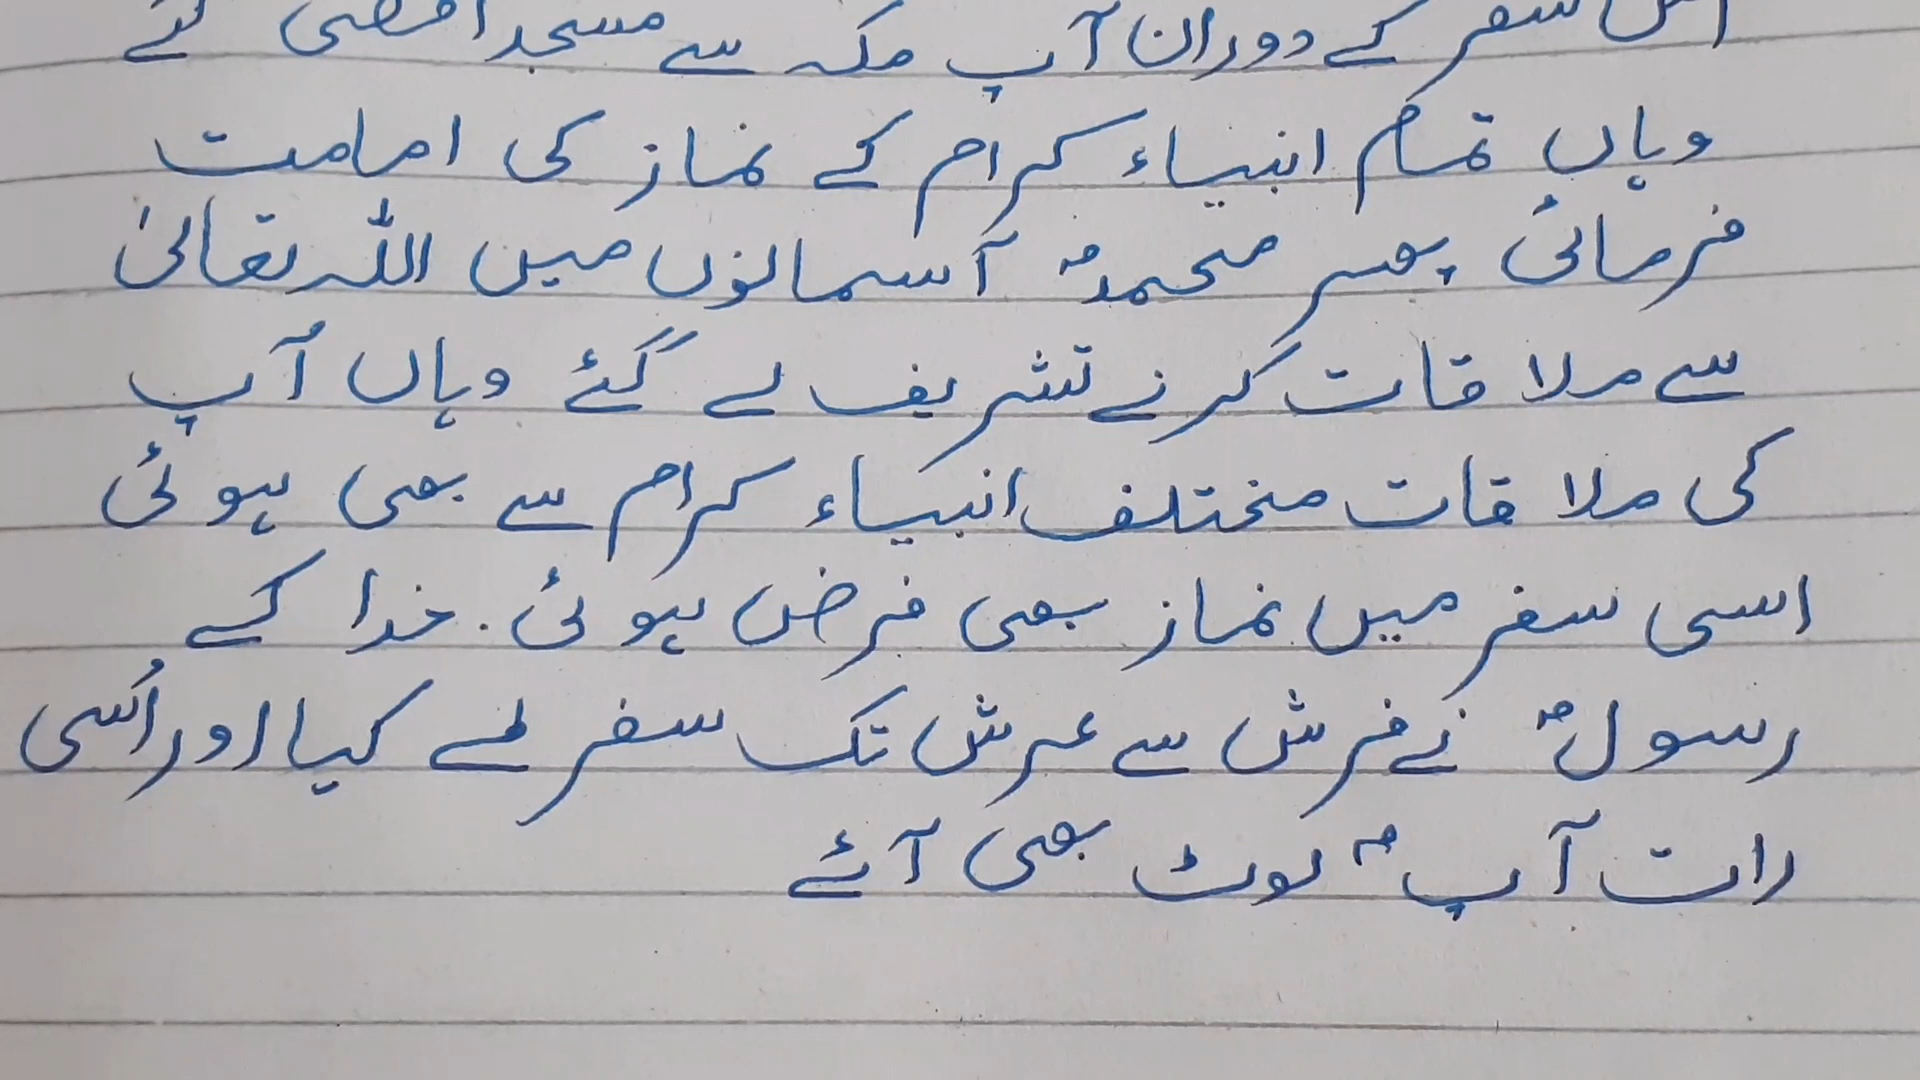 اس سفر کے دوران آپ مکہ سے مسجد اقصی گئے
وہاں تمام انبیاء کرام کے نماز کی امامت
فرمائی پھر محمدؐ آسمانوں میں اللہ تعالیٰ
سے ملاقات کرنے تشریف لے گئے وہاں آپ
کی ملاقات مختلف انبیاء کرام سے بھی ہوئی
اسی سفر میں نماز بھی فرض ہوئی. خدا کے
رسولؐ نے فرش سے عرش تک سفر طے کیا اور اُسی
رات آپؐ لوٹ بھی آئے